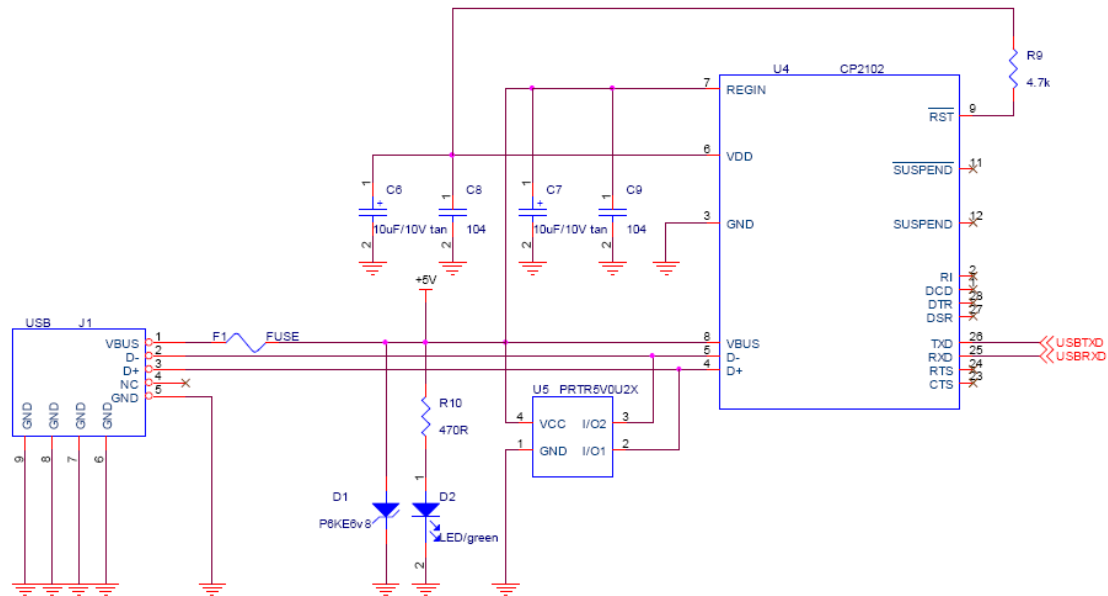 U4 CP2102
R9
4.7k
7 REGIN
RST 9
6 VDD
SUSPEND 11
C6
10uF/10V tan
1
2
C8
104
1
2
C7
10uF/10V tan
1
2
C9
104
1
2
3 GND
SUSPEND 12
+5V
RI 2
DCD 1
DTR 28
DSR 27
USB J1
VBUS 1
D- 2
D+ 3
NC 4
GND 5
F1 FUSE
8 VBUS
5 D-
4 D+
TXD 26 USBTXD
RXD 25 USBRXD
RTS 24
CTS 23
GND GND GND GND
9 8 7 6
R10
470R
U5 PRTR5V0U2X
4 VCC I/O2 3
1 GND I/O1 2
D1
P6KE6v8
1
D2
LED/green
2